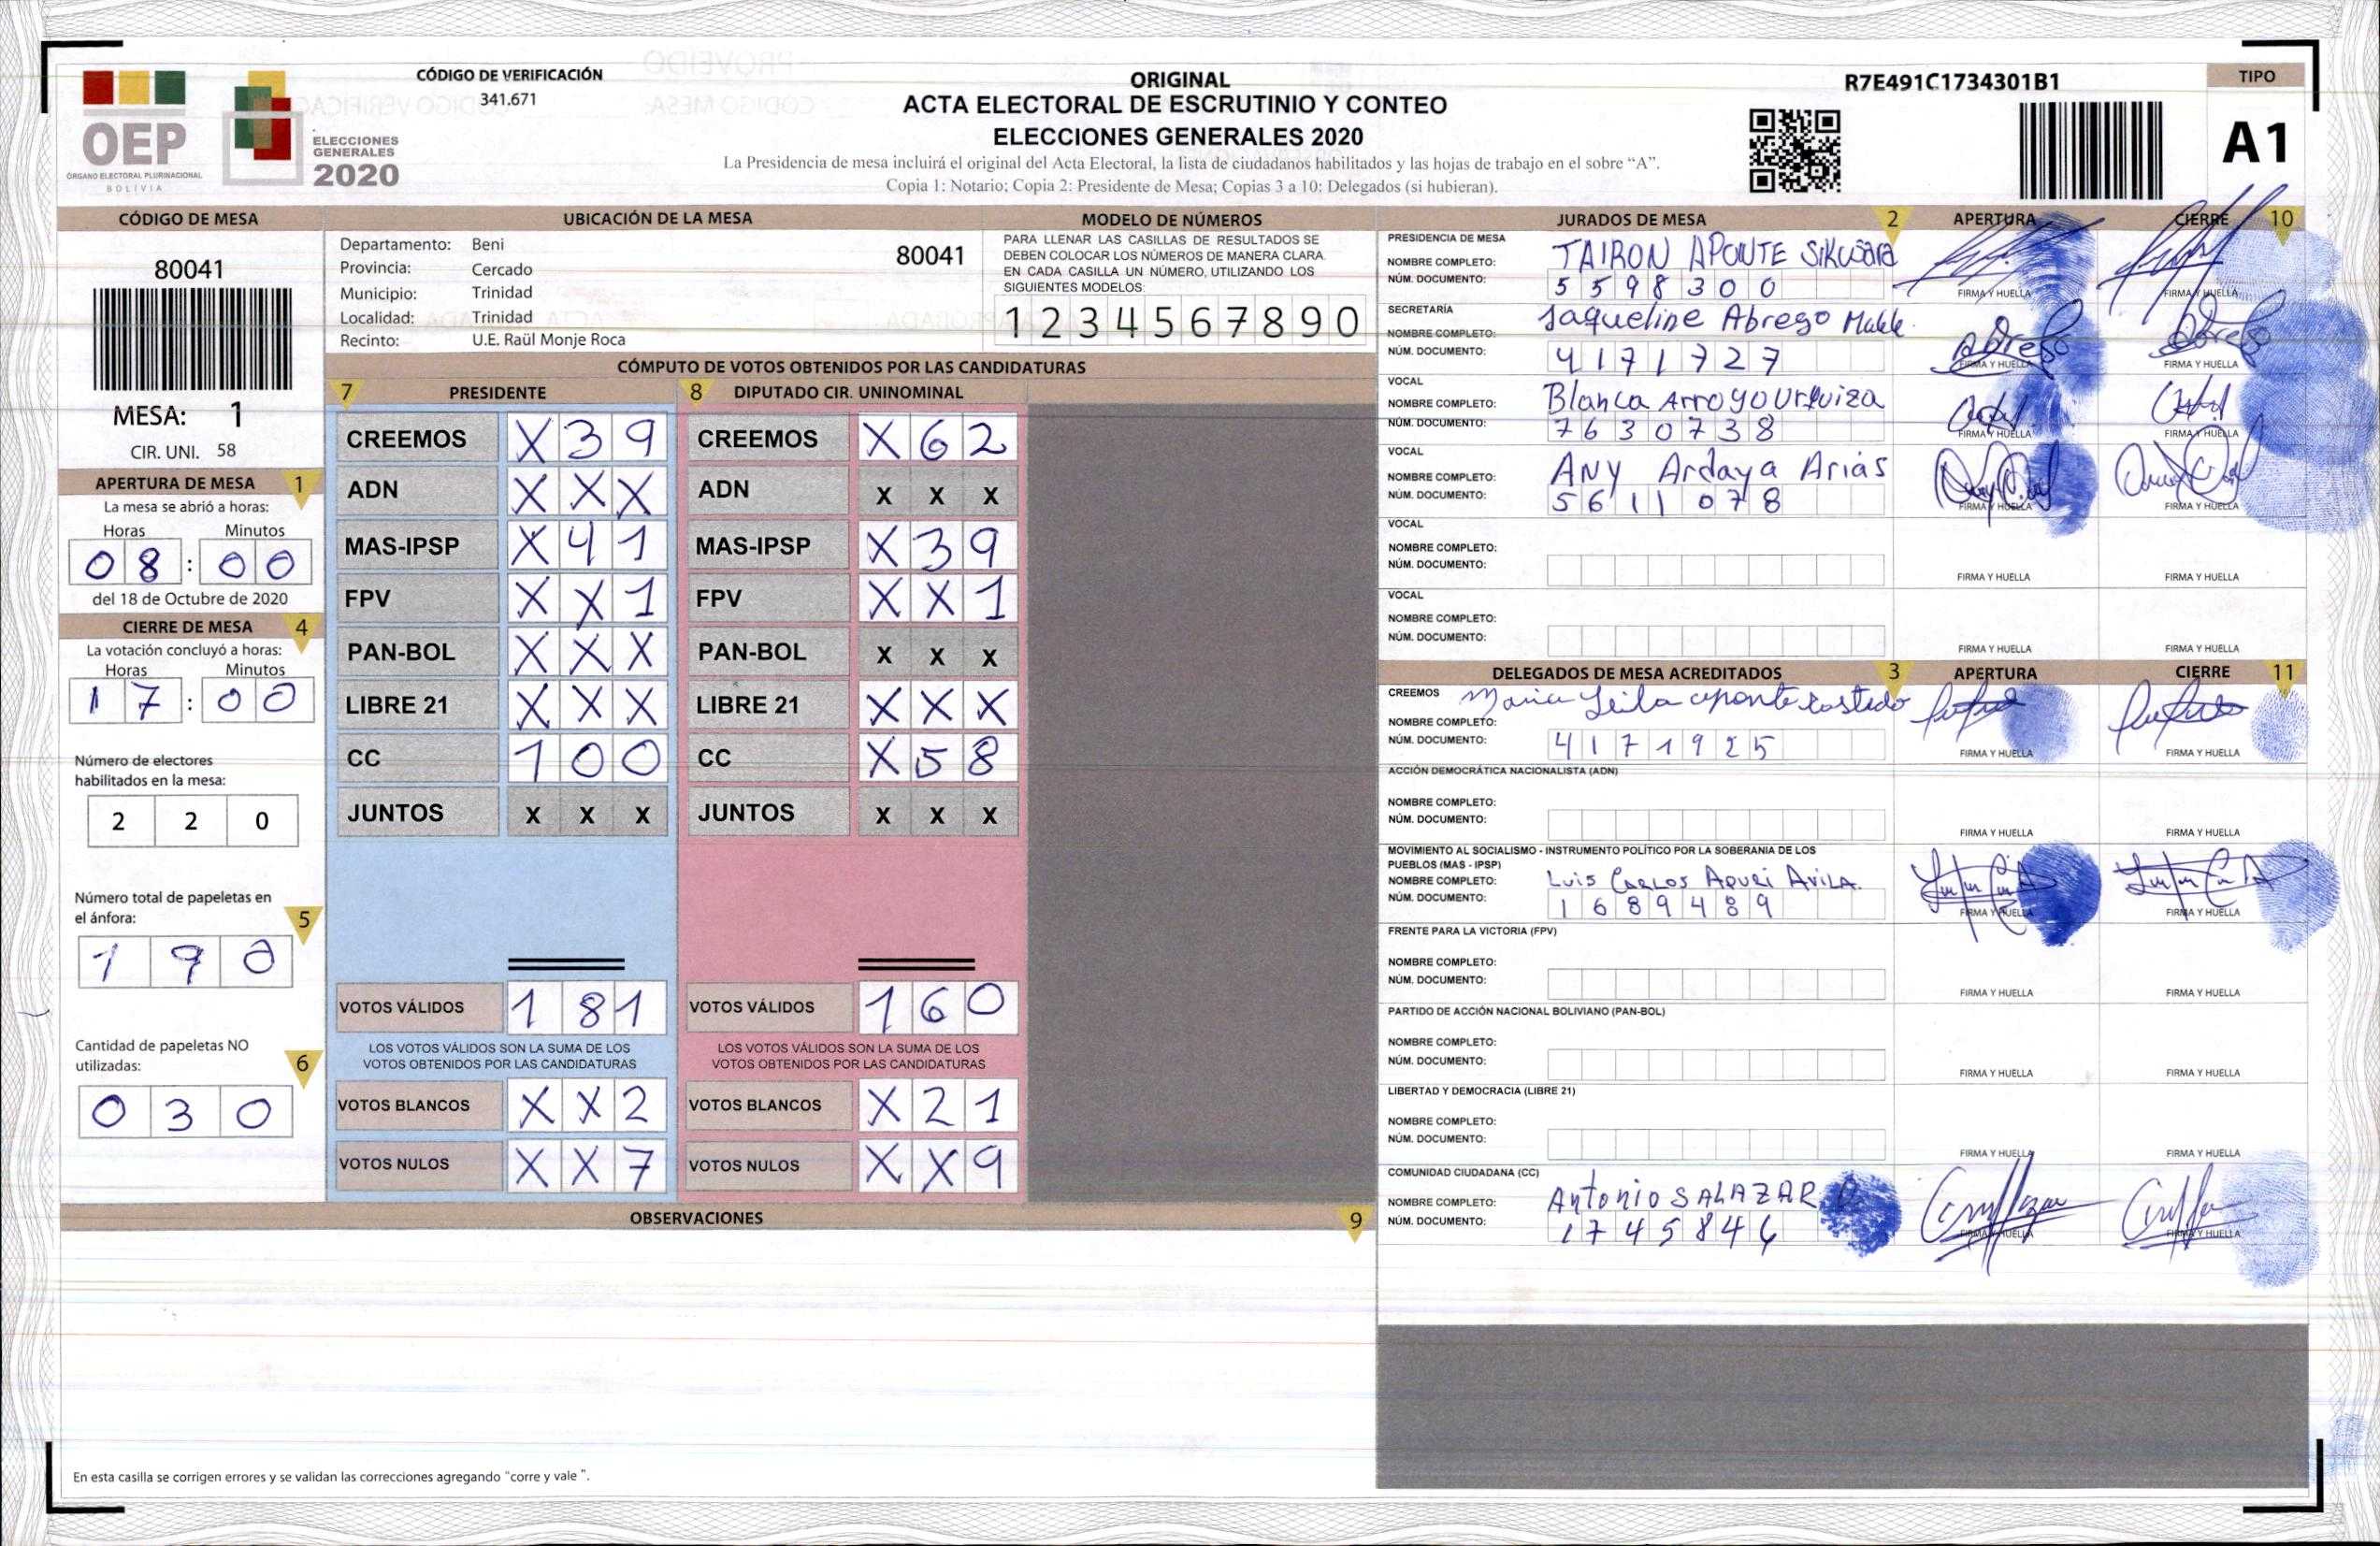 CÓDIGO DE VERIFICACIÓN
341.671
OEP
ÓRGANO ELECTORAL PLURINACIONAL
BOLIVIA
ELECCIONES
GENERALES
2020
ORIGINAL
ACTA ELECTORAL DE ESCRUTINIO Y CONTEO
ELECCIONES GENERALES 2020
La Presidencia de mesa incluirá el original del Acta Electoral, la lista de ciudadanos habilitados y las hojas de trabajo en el sobre “A”.
Copia 1: Notario; Copia 2: Presidente de Mesa; Copias 3 a 10: Delegados (si hubieran).
R7E491C1734301B1
TIPO
A1
CÓDIGO DE MESA
80041
MESA: 1
CIR. UNI. 58
APERTURA DE MESA 1
La mesa se abrió a horas:
Horas Minutos
08:00
del 18 de Octubre de 2020
CIERRE DE MESA 4
La votación concluyó a horas:
Horas Minutos
17:00
Número de electores
habilitados en la mesa:
2 2 0
Número total de papeletas en
el ánfora: 5
1 9 0
Cantidad de papeletas NO
utilizadas: 6
0 3 0
UBICACIÓN DE LA MESA
Departamento: Beni
80041
Provincia: Cercado
Municipio: Trinidad
Localidad: Trinidad
Recinto: U.E. Raül Monje Roca
MODELO DE NÚMEROS
PARA LLENAR LAS CASILLAS DE RESULTADOS SE
DEBEN COLOCAR LOS NÚMEROS DE MANERA CLARA.
EN CADA CASILLA UN NÚMERO, UTILIZANDO LOS
SIGUIENTES MODELOS:
1 2 3 4 5 6 7 8 9 0
CÓMPUTO DE VOTOS OBTENIDOS POR LAS CANDIDATURAS
7 PRESIDENTE
CREEMOS X 3 9
ADN X X X
MAS-IPSP X 4 1
FPV X X 1
PAN-BOL X X X
LIBRE 21 X X X
CC 1 0 0
JUNTOS X X X
VOTOS VÁLIDOS 1 8 1
LOS VOTOS VÁLIDOS SON LA SUMA DE LOS
VOTOS OBTENIDOS POR LAS CANDIDATURAS
VOTOS BLANCOS X X 2
VOTOS NULOS X X 7
8 DIPUTADO CIR. UNINOMINAL
CREEMOS X 6 2
ADN X X X
MAS-IPSP X 3 9
FPV X X 1
PAN-BOL X X X
LIBRE 21 X X X
CC X 5 8
JUNTOS X X X
VOTOS VÁLIDOS 1 6 0
LOS VOTOS VÁLIDOS SON LA SUMA DE LOS
VOTOS OBTENIDOS POR LAS CANDIDATURAS
VOTOS BLANCOS X 2 1
VOTOS NULOS X X 9
OBSERVACIONES 9
En esta casilla se corrigen errores y se validan las correcciones agregando “corre y vale ”.
JURADOS DE MESA 2 APERTURA CIERRE 10
PRESIDENCIA DE MESA
NOMBRE COMPLETO: TAIRON APONTE
NÚM. DOCUMENTO: 5598300
FIRMA Y HUELLA FIRMA Y HUELLA
SECRETARÍA
NOMBRE COMPLETO: Jaqueline Abrego
NÚM. DOCUMENTO: 4171727
FIRMA Y HUELLA FIRMA Y HUELLA
VOCAL
NOMBRE COMPLETO: Blanca Arroyo Urquiza
NÚM. DOCUMENTO: 7630738
FIRMA Y HUELLA FIRMA Y HUELLA
VOCAL
NOMBRE COMPLETO: ANY Ardaya Arias
NÚM. DOCUMENTO: 5611078
FIRMA Y HUELLA FIRMA Y HUELLA
VOCAL
NOMBRE COMPLETO:
NÚM. DOCUMENTO:
FIRMA Y HUELLA FIRMA Y HUELLA
VOCAL
NOMBRE COMPLETO:
NÚM. DOCUMENTO:
FIRMA Y HUELLA FIRMA Y HUELLA
DELEGADOS DE MESA ACREDITADOS 3 APERTURA CIERRE 11
CREEMOS
NOMBRE COMPLETO: Maria Leila aponte
NÚM. DOCUMENTO: 4171925
FIRMA Y HUELLA FIRMA Y HUELLA
ACCIÓN DEMOCRÁTICA NACIONALISTA (ADN)
NOMBRE COMPLETO:
NÚM. DOCUMENTO:
FIRMA Y HUELLA FIRMA Y HUELLA
MOVIMIENTO AL SOCIALISMO - INSTRUMENTO POLÍTICO POR LA SOBERANIA DE LOS
PUEBLOS (MAS - IPSP)
NOMBRE COMPLETO: LUIS CARLOS AQURI AVILA.
NÚM. DOCUMENTO: 1689489
FIRMA Y HUELLA FIRMA Y HUELLA
FRENTE PARA LA VICTORIA (FPV)
NOMBRE COMPLETO:
NÚM. DOCUMENTO:
FIRMA Y HUELLA FIRMA Y HUELLA
PARTIDO DE ACCIÓN NACIONAL BOLIVIANO (PAN-BOL)
NOMBRE COMPLETO:
NÚM. DOCUMENTO:
FIRMA Y HUELLA FIRMA Y HUELLA
LIBERTAD Y DEMOCRACIA (LIBRE 21)
NOMBRE COMPLETO:
NÚM. DOCUMENTO:
FIRMA Y HUELLA FIRMA Y HUELLA
COMUNIDAD CIUDADANA (CC)
NOMBRE COMPLETO: Antonio SALAZAR
NÚM. DOCUMENTO: 1745846
FIRMA Y HUELLA FIRMA Y HUELLA